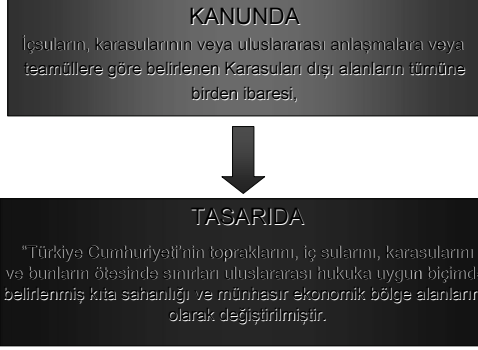 KANUNDA
İçsuların, karasularının veya uluslararası anlaşmalara veya
teamüllere göre belirlenen Karasuları dışı alanların tümüne
birden ibaresi,
TASARIDA
"Türkiye Cumhuriyeti'nin topraklarını, iç sularını, karasularını
ve bunların ötesinde sınırları uluslararası hukuka uygun biçimd
belirlenmiş kıta sahanlığı ve münhasır ekonomik bölge alanların
olarak değiştirilmiştir.